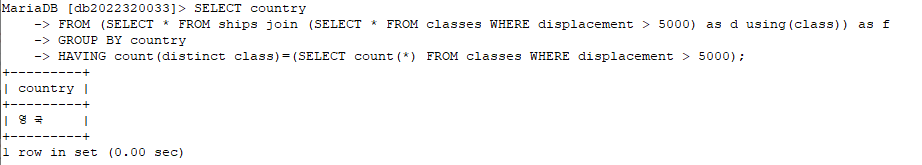 MariaDB [db2022320033]> SELECT country
    -> FROM (SELECT * FROM ships join (SELECT * FROM classes WHERE displacement > 5000) as d using(class)) as f
    -> GROUP BY country
    -> HAVING count(distinct class)=(SELECT count(*) FROM classes WHERE displacement > 5000);
+---------+
| country |
+---------+
| 영국    |
+---------+
1 row in set (0.00 sec)